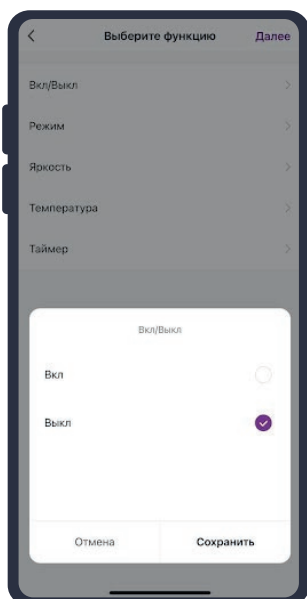 Выберите функцию Далее
Вкл/Выкл
Режим
Яркость
Температура
Таймер
Вкл/Выкл
Вкл
Выкл
Отмена Сохранить